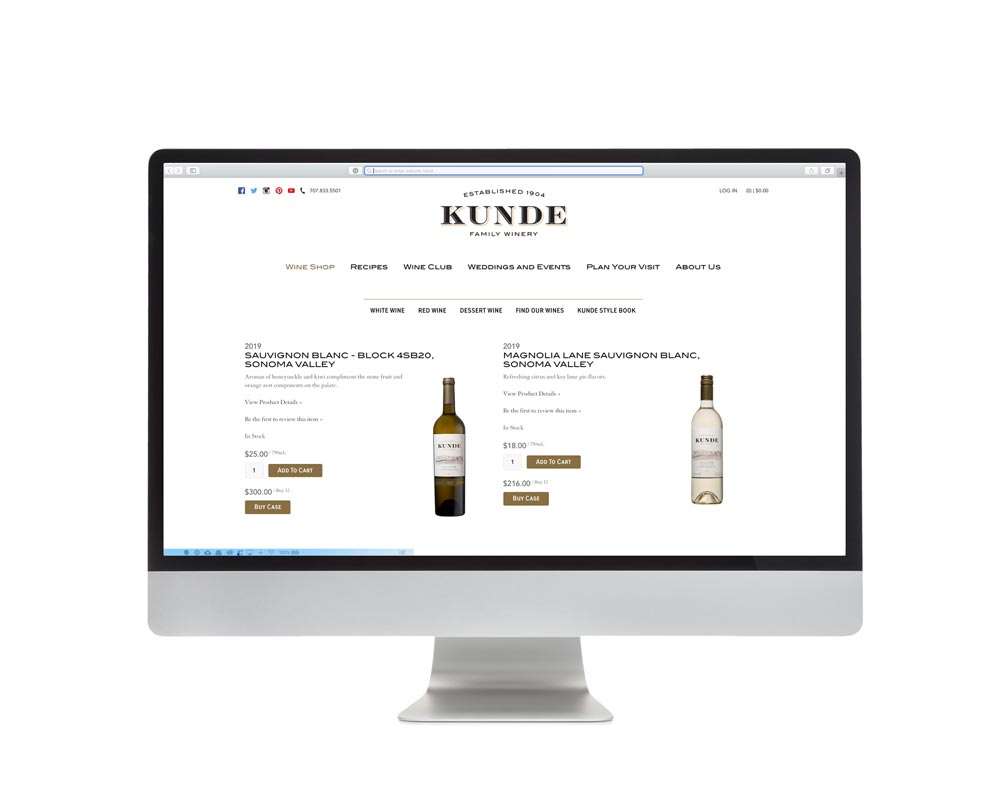 Search or enter website name
707.833.5501
LOG IN (0) | $0.00
ESTABLISHED 1904
KUNDE
FAMILY WINERY
WINE SHOP RECIPES WINE CLUB WEDDINGS AND EVENTS PLAN YOUR VISIT ABOUT US
WHITE WINE RED WINE DESSERT WINE FIND OUR WINES KUNDE STYLE BOOK
2019
SAUVIGNON BLANC - BLOCK 4SB20,
SONOMA VALLEY
Aromas of honeysuckle and kiwi compliment the stone fruit and
orange zest components on the palate.
View Product Details »
Be the first to review this item »
In Stock
$25.00 / 750mL
1 ADD TO CART
$300.00 / Buy 12
BUY CASE
KUNDE
2019
MAGNOLIA LANE SAUVIGNON BLANC,
SONOMA VALLEY
Refreshing citrus and key lime pie flavors.
View Product Details »
Be the first to review this item »
In Stock
$18.00 / 750mL
1 ADD TO CART
$216.00 / Buy 12
BUY CASE
KUNDE
100%